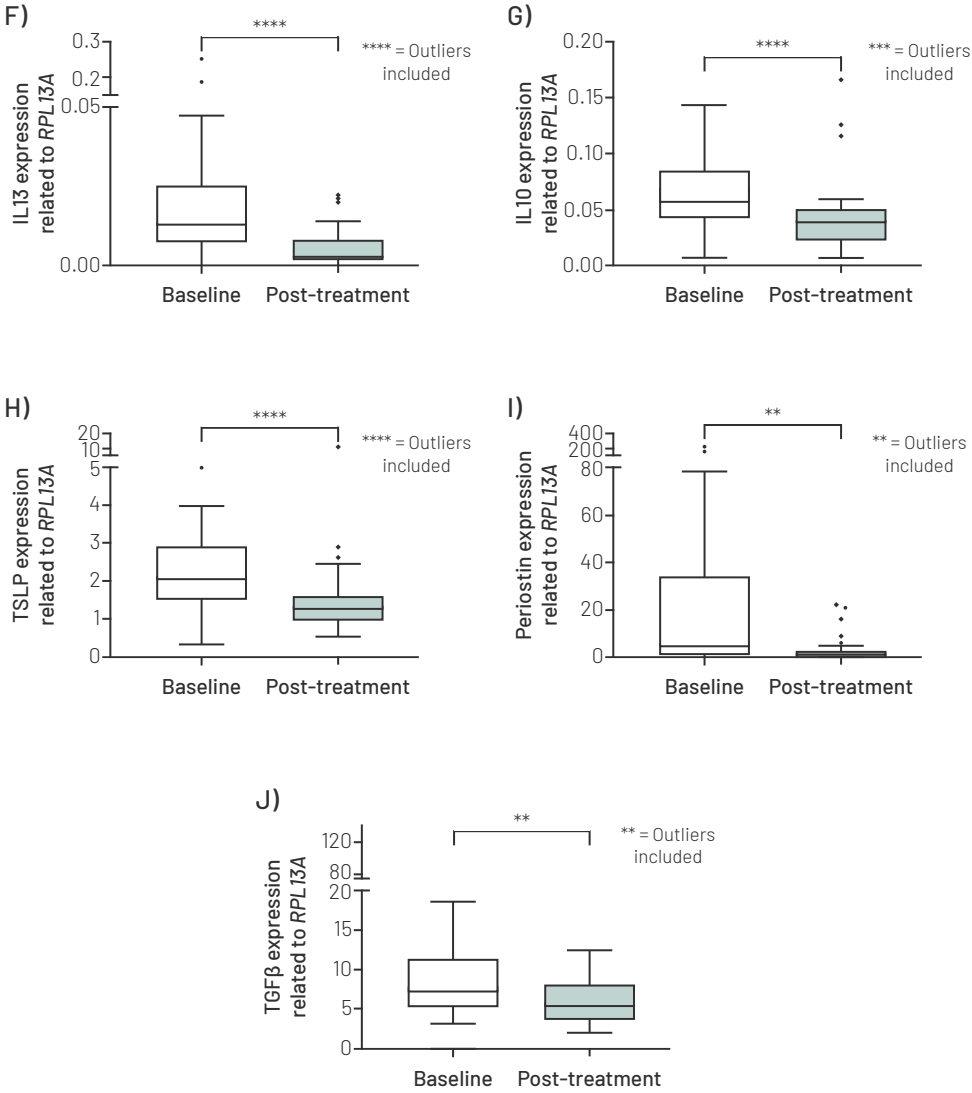 F)
****
**** = Outliers
included
0.3
0.2
0.05
0.00
IL13 expression
related to RPL13A
Baseline
Post-treatment
G)
****
*** = Outliers
included
0.20
0.15
0.10
0.05
0.00
IL10 expression
related to RPL13A
Baseline
Post-treatment
H)
****
**** = Outliers
included
20
10
5
4
3
2
1
0
TSLP expression
related to RPL13A
Baseline
Post-treatment
I)
**
** = Outliers
included
400
200
80
60
40
20
0
Periostin expression
related to RPL13A
Baseline
Post-treatment
J)
**
** = Outliers
included
120
80
20
15
10
5
0
TGFβ expression
related to RPL13A
Baseline
Post-treatment